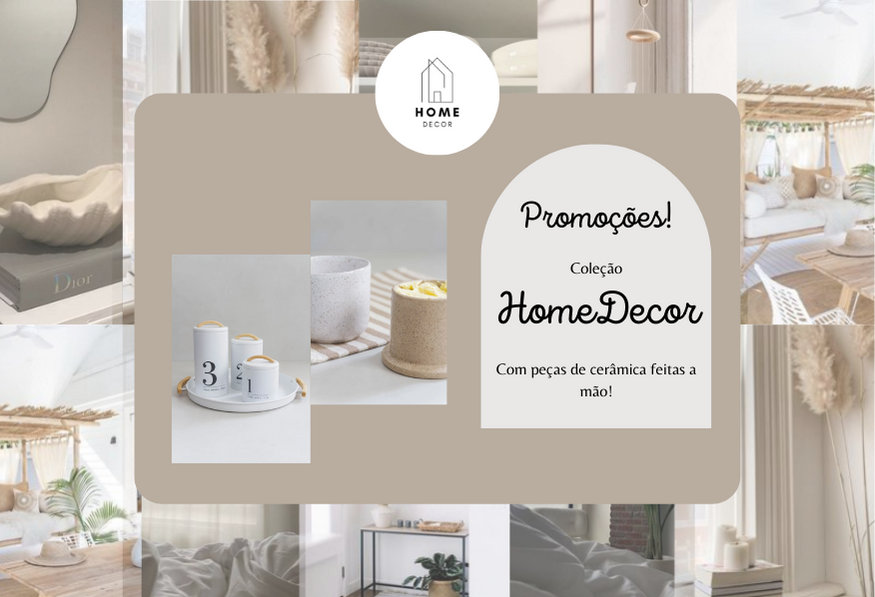 HOME
DECOR
Promoções!
Coleção
HomeDecor
Com peças de cerâmica feitas a
mão!
Dior
3
2
1